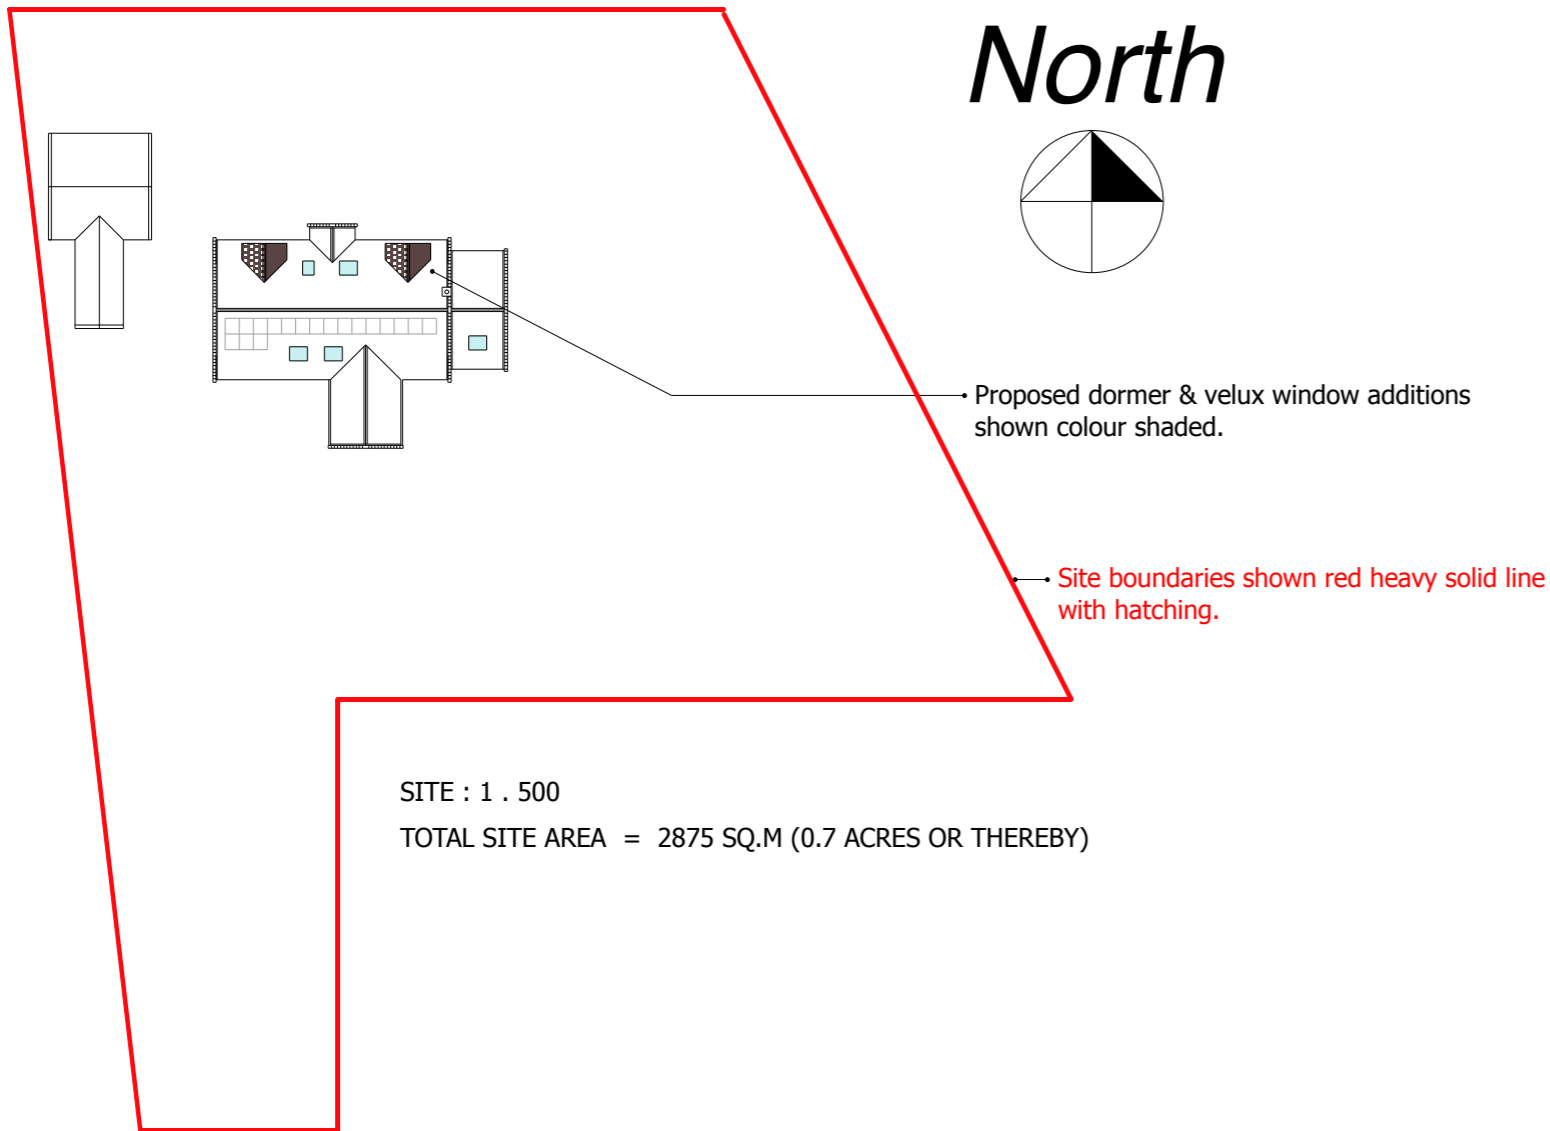 North
Proposed dormer & velux window additions
shown colour shaded.
Site boundaries shown red heavy solid line
with hatching.
SITE : 1 . 500
TOTAL SITE AREA = 2875 SQ.M (0.7 ACRES OR THEREBY)